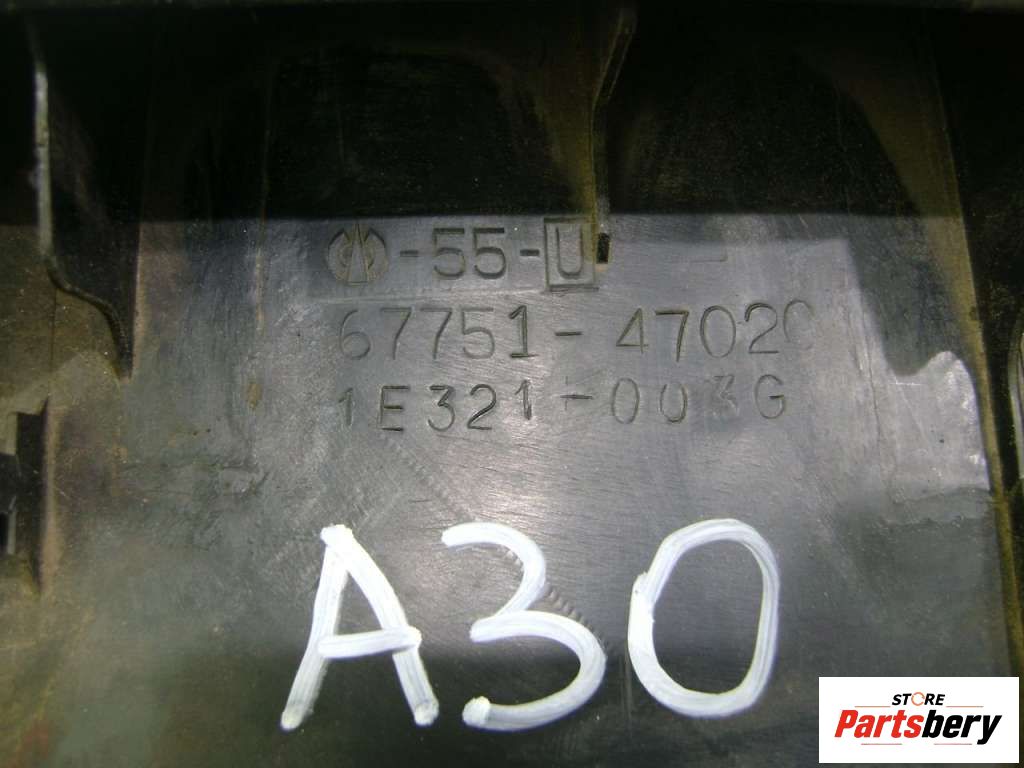 -55-U
67751-47020
1E321-003G
A30
STORE
Partsbery